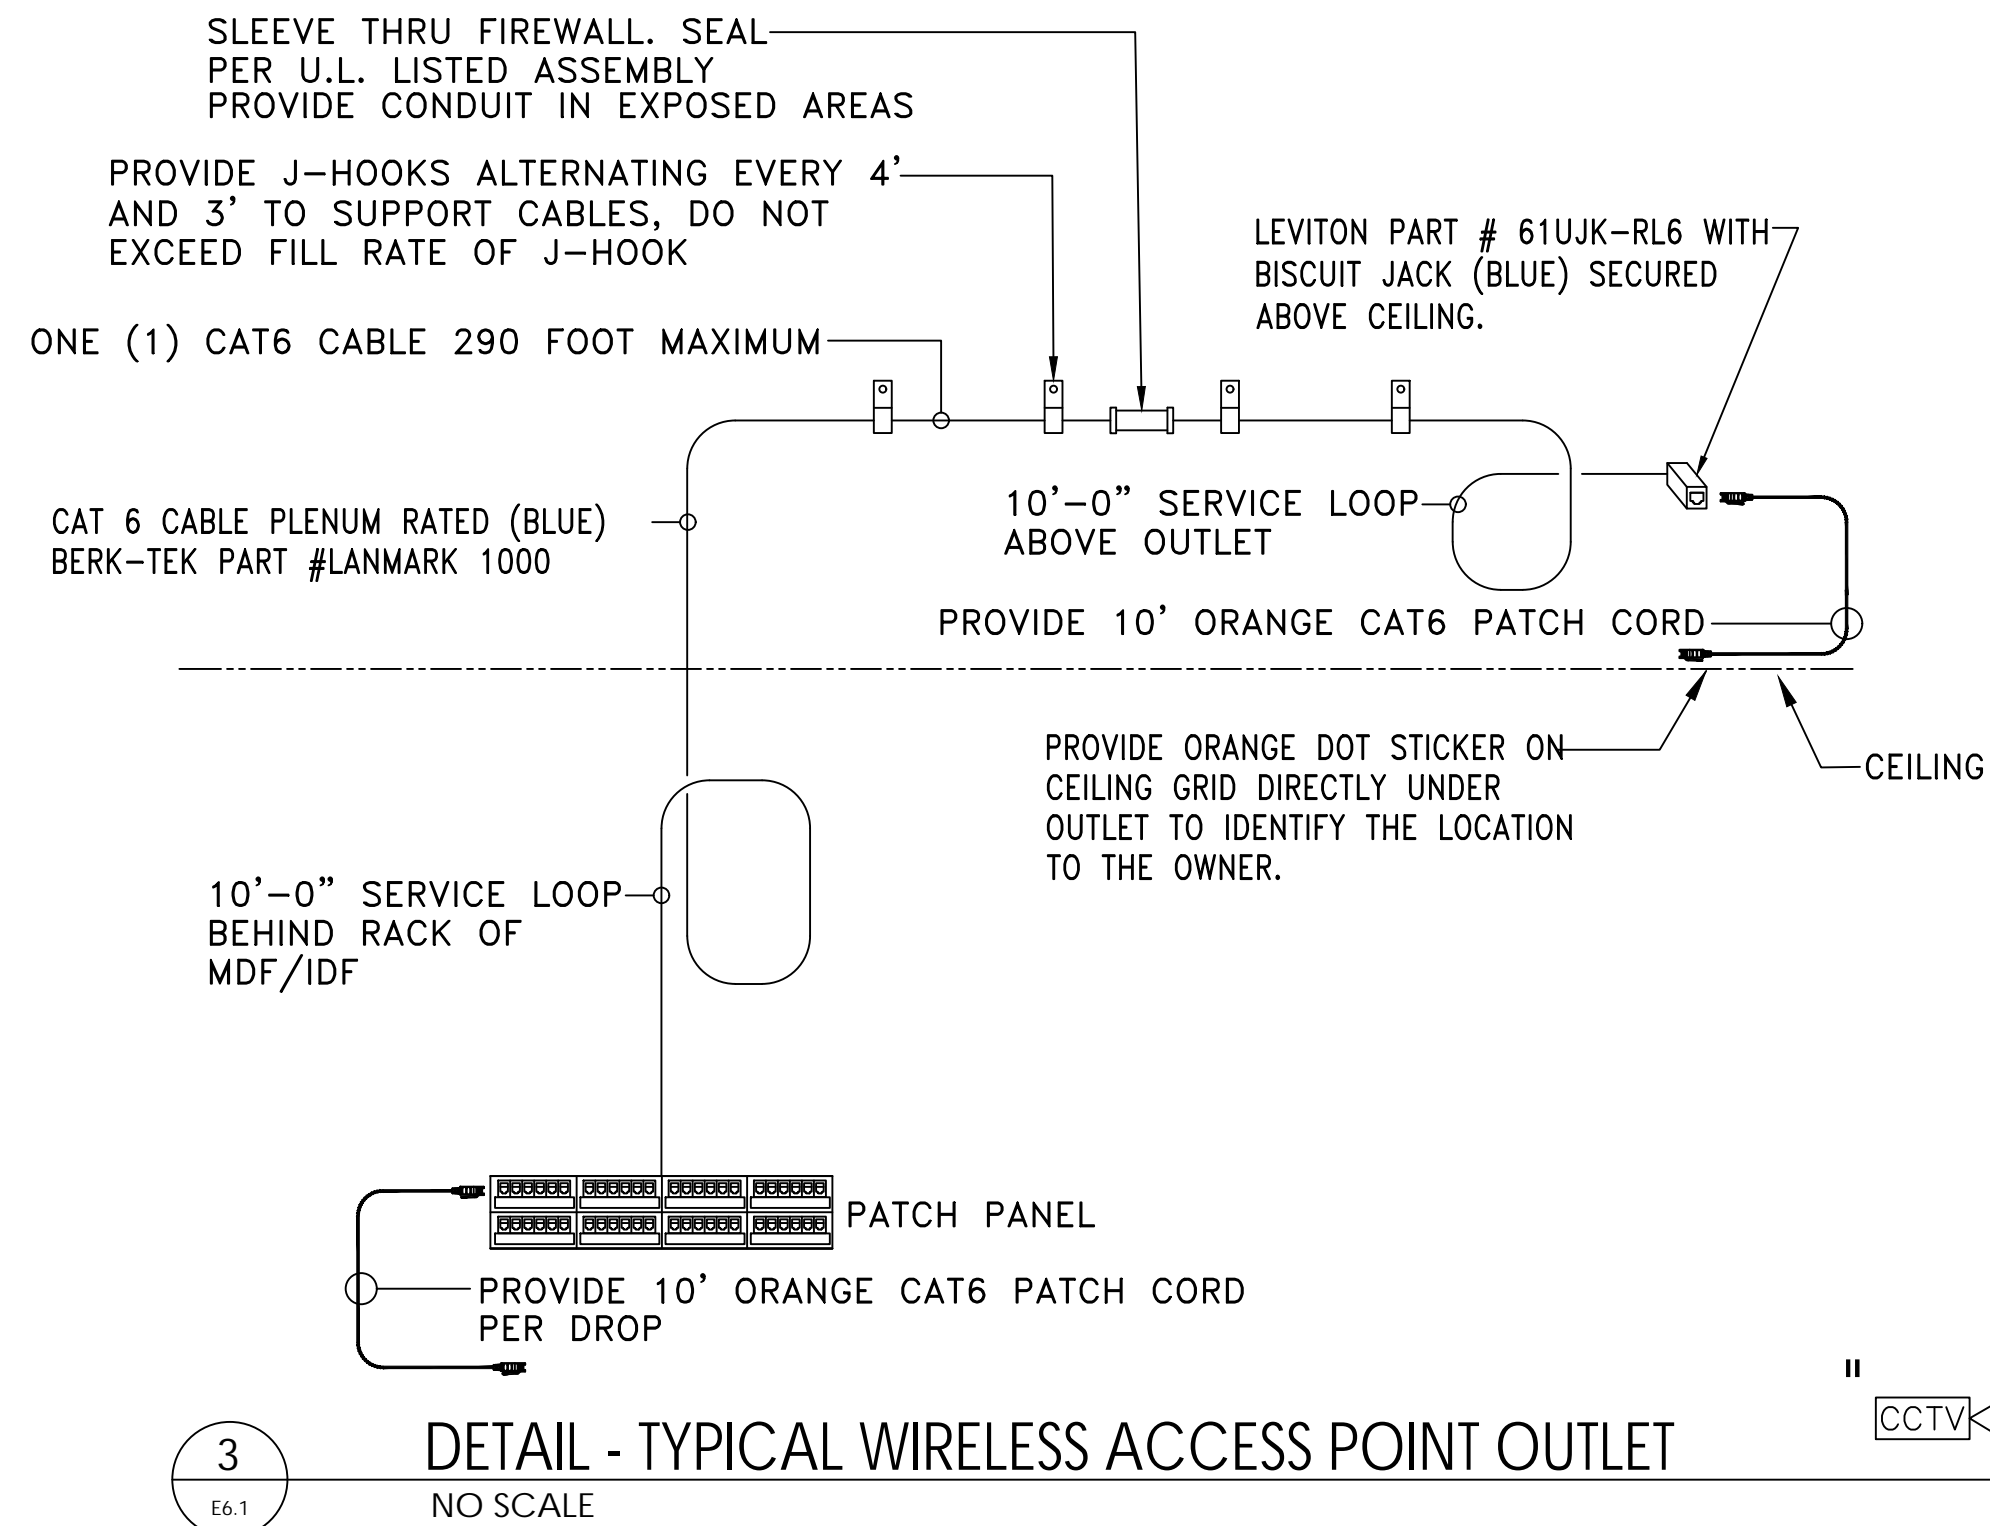 SLEEVE THRU FIREWALL. SEAL
PER U.L. LISTED ASSEMBLY
PROVIDE CONDUIT IN EXPOSED AREAS
PROVIDE J-HOOKS ALTERNATING EVERY 4'
AND 3' TO SUPPORT CABLES, DO NOT
EXCEED FILL RATE OF J-HOOK
LEVITON PART # 61UJK-RL6 WITH
BISCUIT JACK (BLUE) SECURED
ABOVE CEILING.
ONE (1) CAT6 CABLE 290 FOOT MAXIMUM
10'-0" SERVICE LOOP
ABOVE OUTLET
CAT 6 CABLE PLENUM RATED (BLUE)
BERK-TEK PART #LANMARK 1000
PROVIDE 10' ORANGE CAT6 PATCH CORD
PROVIDE ORANGE DOT STICKER ON
CEILING GRID DIRECTLY UNDER
OUTLET TO IDENTIFY THE LOCATION
TO THE OWNER.
CEILING
10'-0" SERVICE LOOP
BEHIND RACK OF
MDF/IDF
PATCH PANEL
PROVIDE 10' ORANGE CAT6 PATCH CORD
PER DROP
"
CCTV
3
E6.1
DETAIL - TYPICAL WIRELESS ACCESS POINT OUTLET
NO SCALE